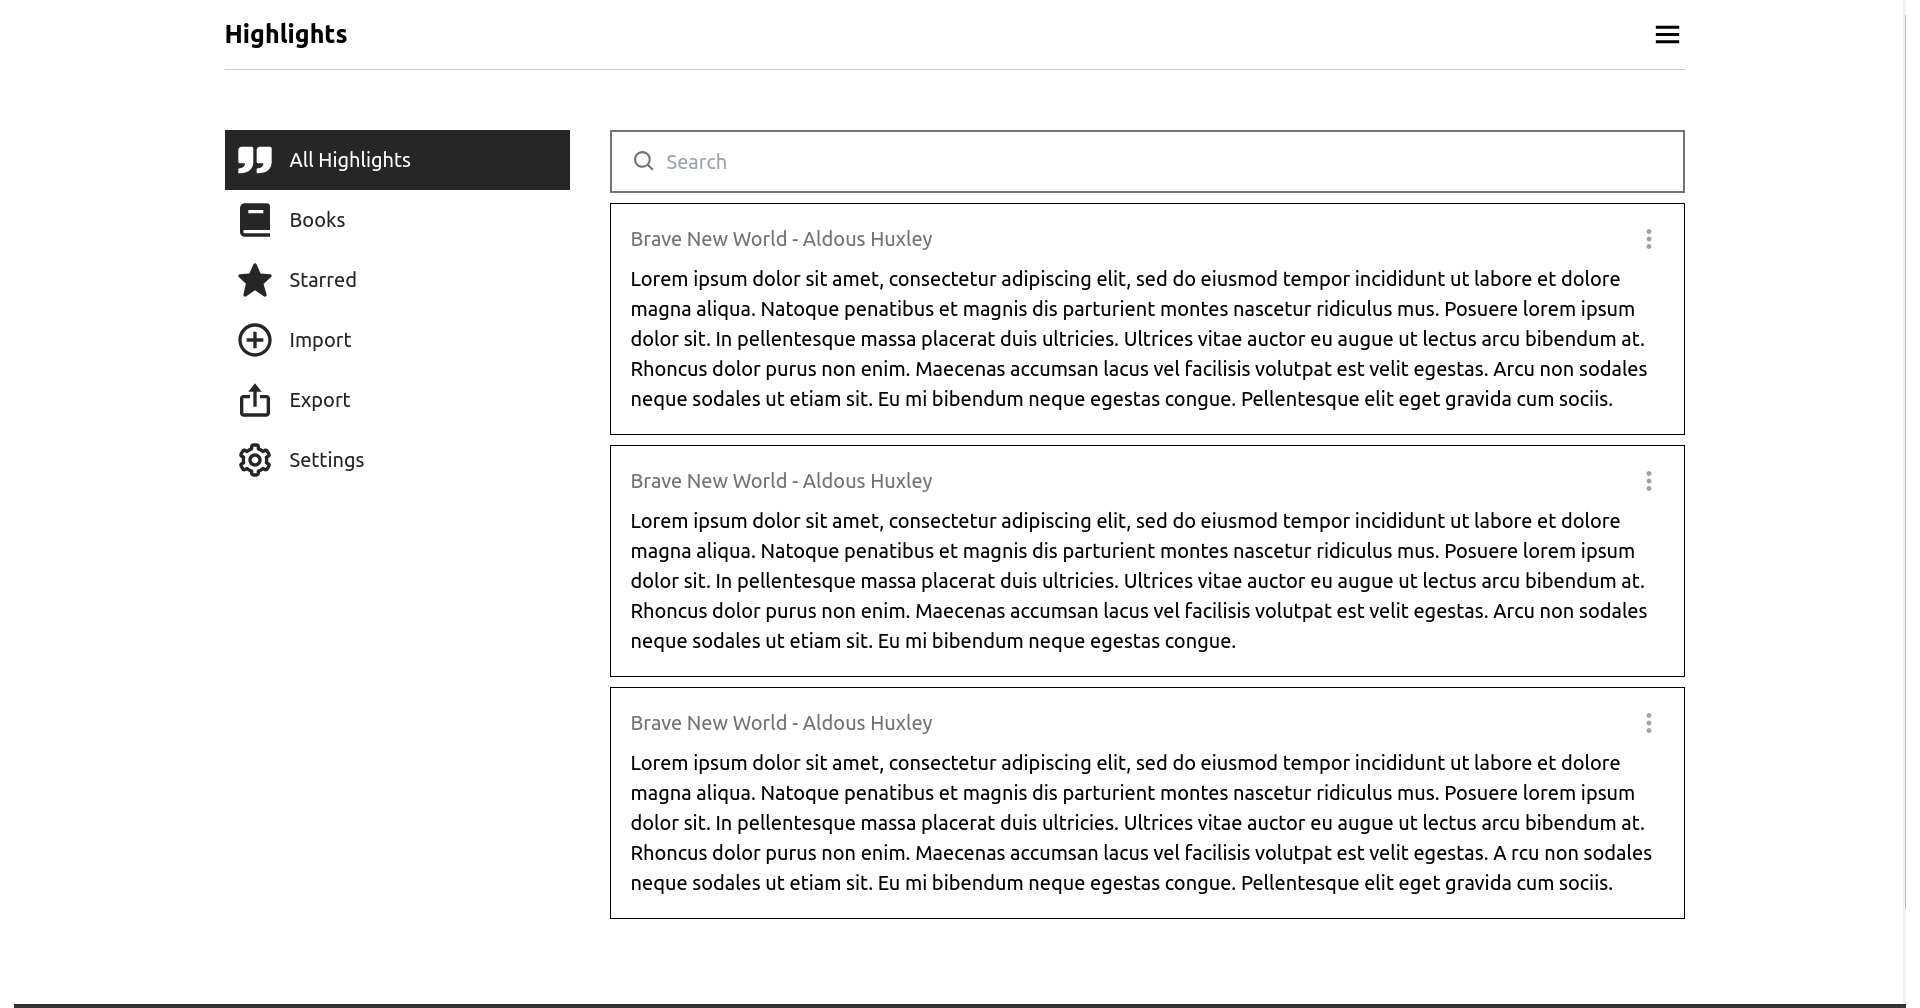 Highlights
All Highlights
Books
Starred
Import
Export
Settings
Search
Brave New World - Aldous Huxley
Lorem ipsum dolor sit amet, consectetur adipiscing elit, sed do eiusmod tempor incididunt ut labore et dolore
magna aliqua. Natoque penatibus et magnis dis parturient montes nascetur ridiculus mus. Posuere lorem ipsum
dolor sit. In pellentesque massa placerat duis ultricies. Ultrices vitae auctor eu augue ut lectus arcu bibendum at.
Rhoncus dolor purus non enim. Maecenas accumsan lacus vel facilisis volutpat est velit egestas. Arcu non sodales
neque sodales ut etiam sit. Eu mi bibendum neque egestas congue. Pellentesque elit eget gravida cum sociis.
Brave New World - Aldous Huxley
Lorem ipsum dolor sit amet, consectetur adipiscing elit, sed do eiusmod tempor incididunt ut labore et dolore
magna aliqua. Natoque penatibus et magnis dis parturient montes nascetur ridiculus mus. Posuere lorem ipsum
dolor sit. In pellentesque massa placerat duis ultricies. Ultrices vitae auctor eu augue ut lectus arcu bibendum at.
Rhoncus dolor purus non enim. Maecenas accumsan lacus vel facilisis volutpat est velit egestas. Arcu non sodales
neque sodales ut etiam sit. Eu mi bibendum neque egestas congue.
Brave New World - Aldous Huxley
Lorem ipsum dolor sit amet, consectetur adipiscing elit, sed do eiusmod tempor incididunt ut labore et dolore
magna aliqua. Natoque penatibus et magnis dis parturient montes nascetur ridiculus mus. Posuere lorem ipsum
dolor sit. In pellentesque massa placerat duis ultricies. Ultrices vitae auctor eu augue ut lectus arcu bibendum at.
Rhoncus dolor purus non enim. Maecenas accumsan lacus vel facilisis volutpat est velit egestas. A rcu non sodales
neque sodales ut etiam sit. Eu mi bibendum neque egestas congue. Pellentesque elit eget gravida cum sociis.